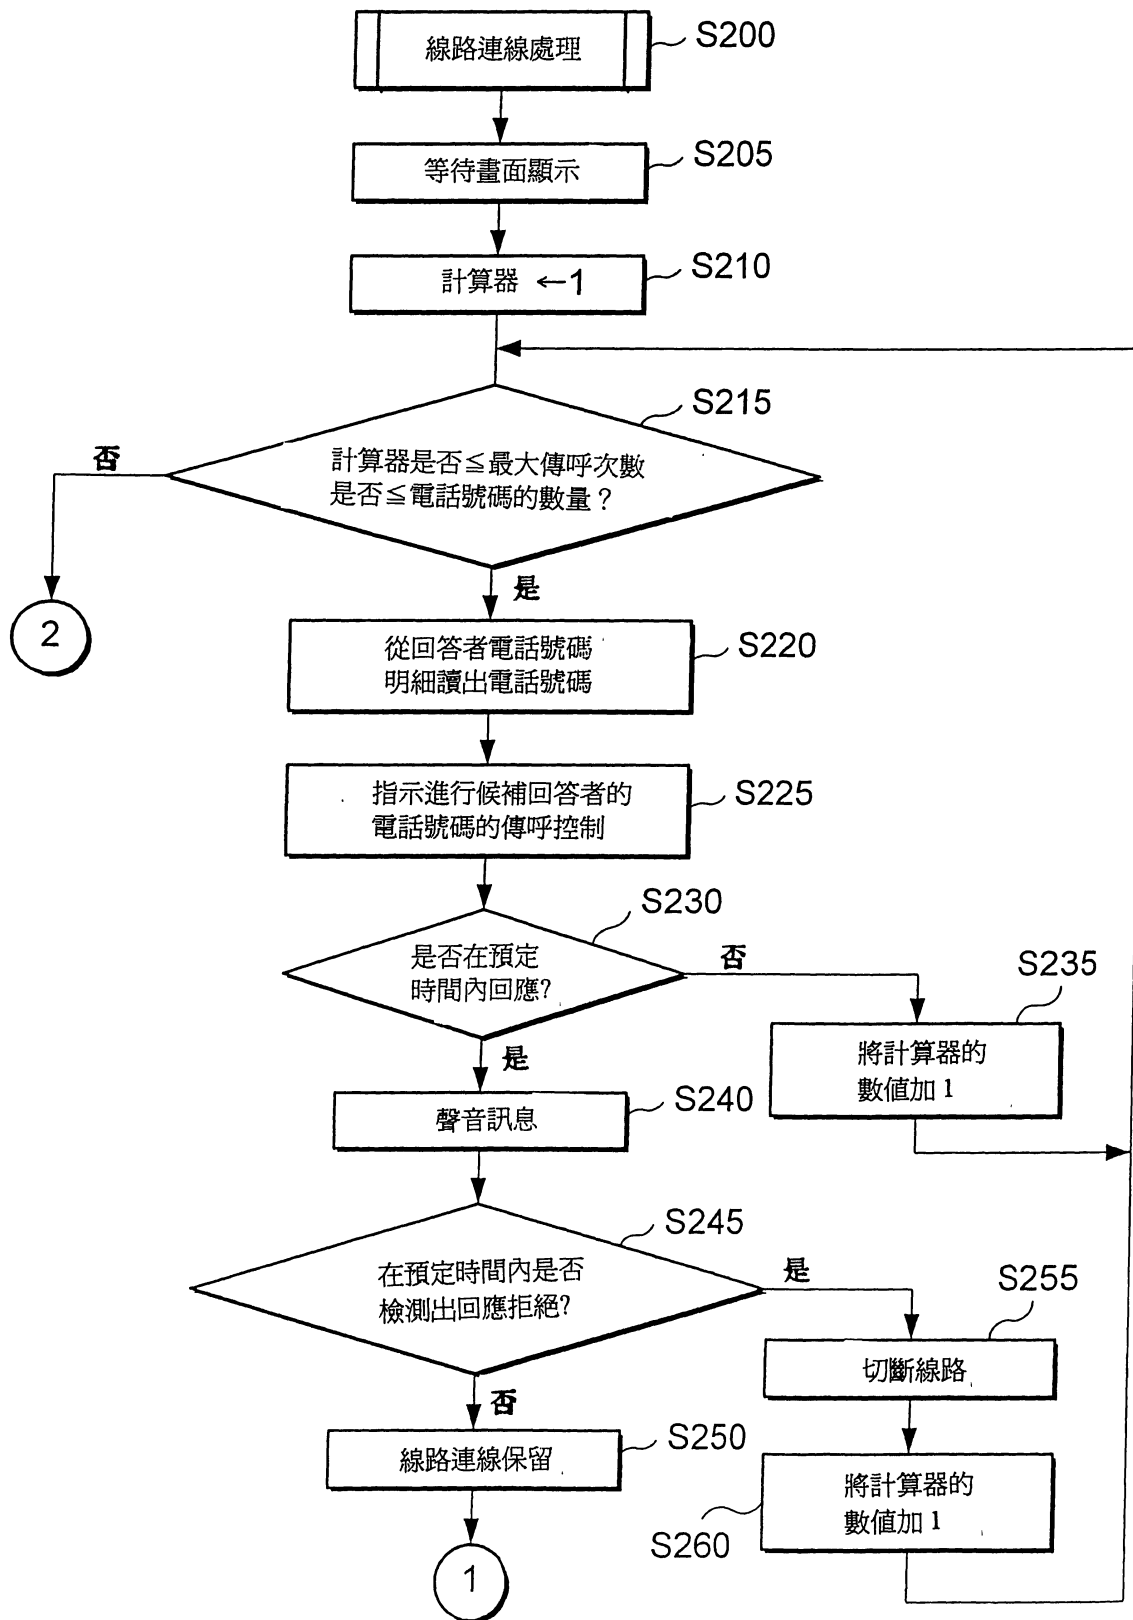 線路連線處理
S200
等待畫面顯示
S205
計算器 ←1
S210
S215
計算器是否≦最大傳呼次數
是否≦電話號碼的數量?
否
2
是
從回答者電話號碼
明細讀出電話號碼
S220
指示進行候補回答者的
電話號碼的傳呼控制
S225
S230
是否在預定
時間內回應?
否
S235
將計算器的
數值加 1
是
聲音訊息
S240
S245
在預定時間內是否
檢測出回應拒絕?
是
S255
切斷線路
否
線路連線保留
S250
將計算器的
數值加 1
S260
1